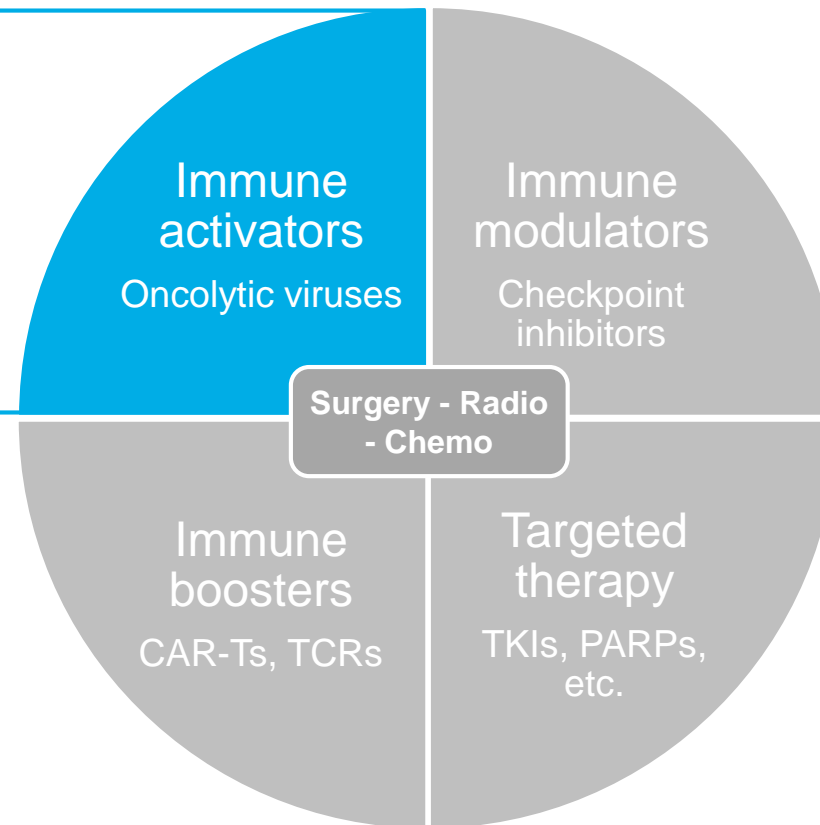 Immune
activators
Oncolytic viruses
Immune
modulators
Checkpoint
inhibitors
Surgery - Radio
- Chemo
Immune
boosters
CAR-Ts, TCRs
Targeted
therapy
TKIs, PARPs,
etc.